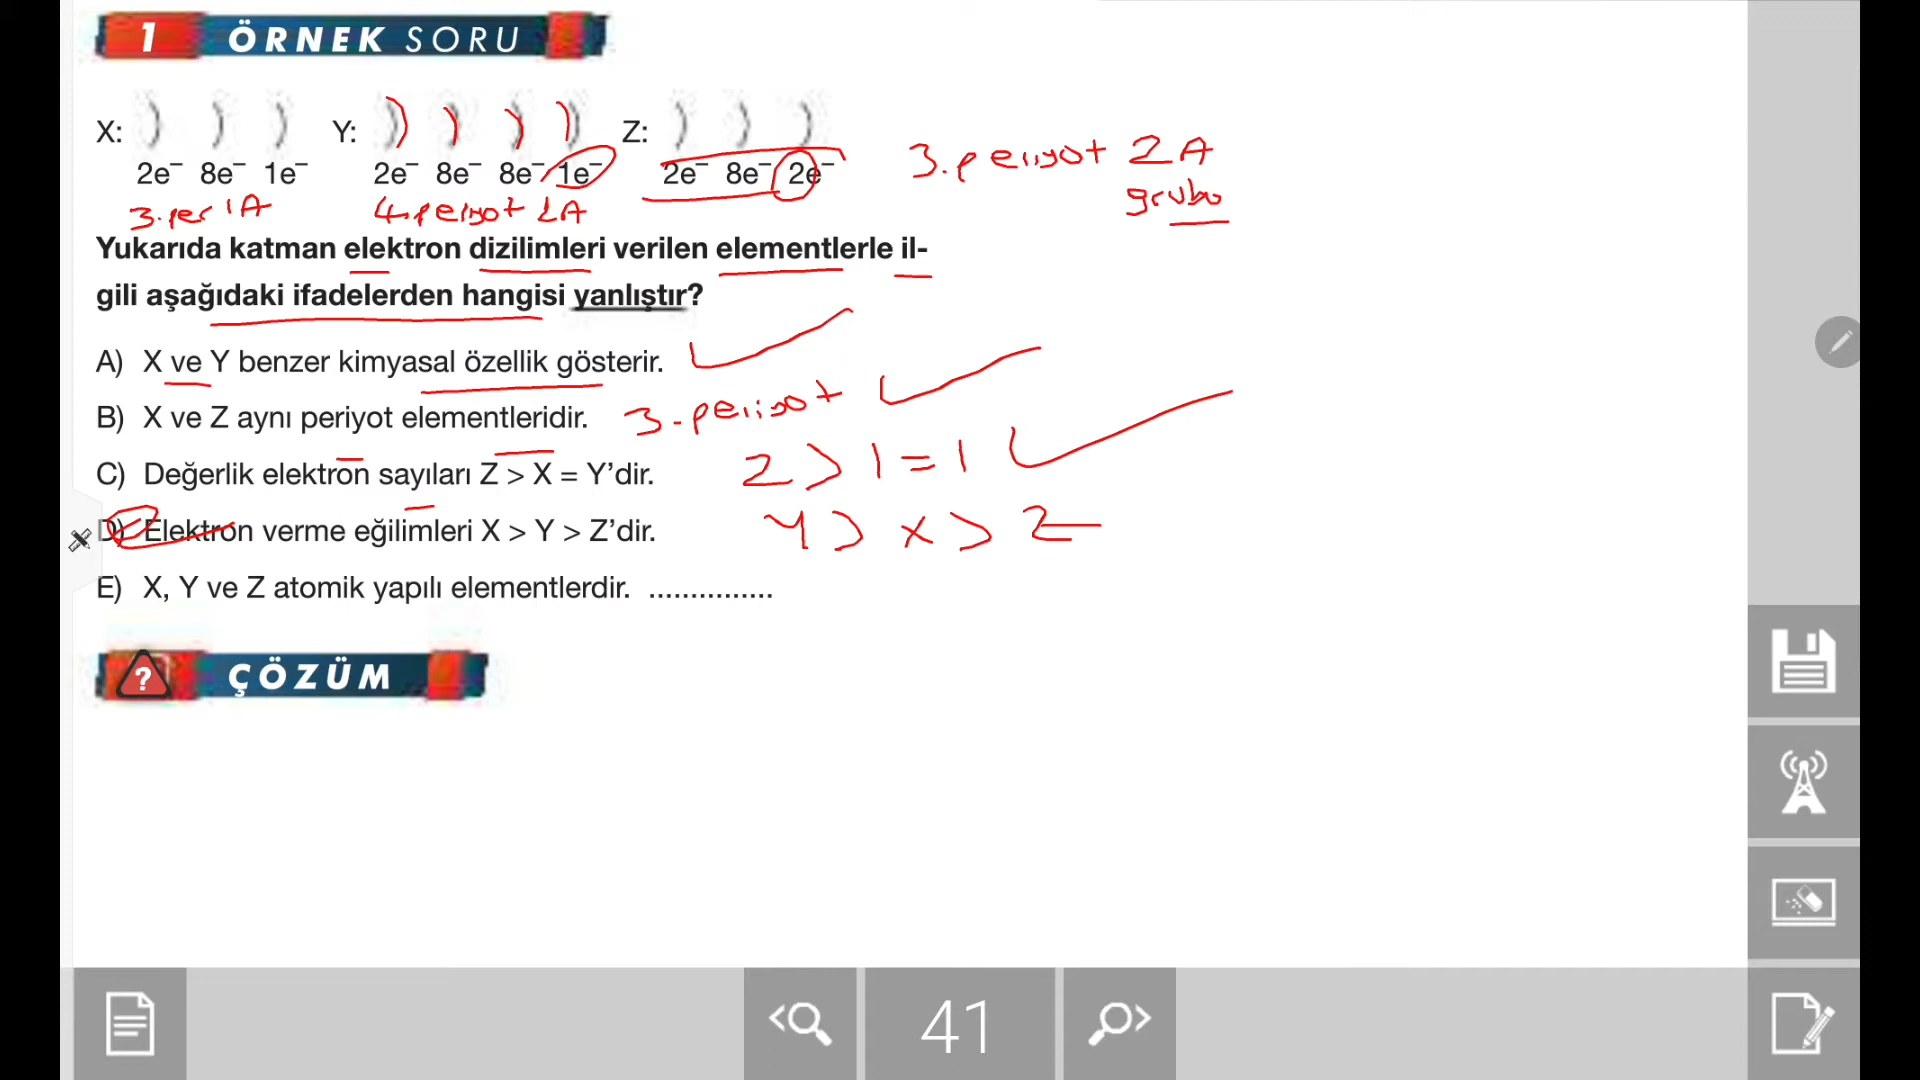 1 ÖRNEK SORU
X: Y: Z:
2e⁻ 8e⁻ 1e⁻ 2e⁻ 8e⁻ 8e⁻ 1e⁻ 2e⁻ 8e⁻ 2e⁻
3. periyot 2A
grubu
3. per 1A 4. periyot 1A
Yukarıda katman elektron dizilimleri verilen elementlerle il-
gili aşağıdaki ifadelerden hangisi yanlıştır?
A) X ve Y benzer kimyasal özellik gösterir.
B) X ve Z aynı periyot elementleridir. 3. periyot
C) Değerlik elektron sayıları Z > X = Y’dir. 2 > 1 = 1
D) Elektron verme eğilimleri X > Y > Z’dir. Y > X > Z
E) X, Y ve Z atomik yapılı elementlerdir. ...............
? ÇÖZÜM
41